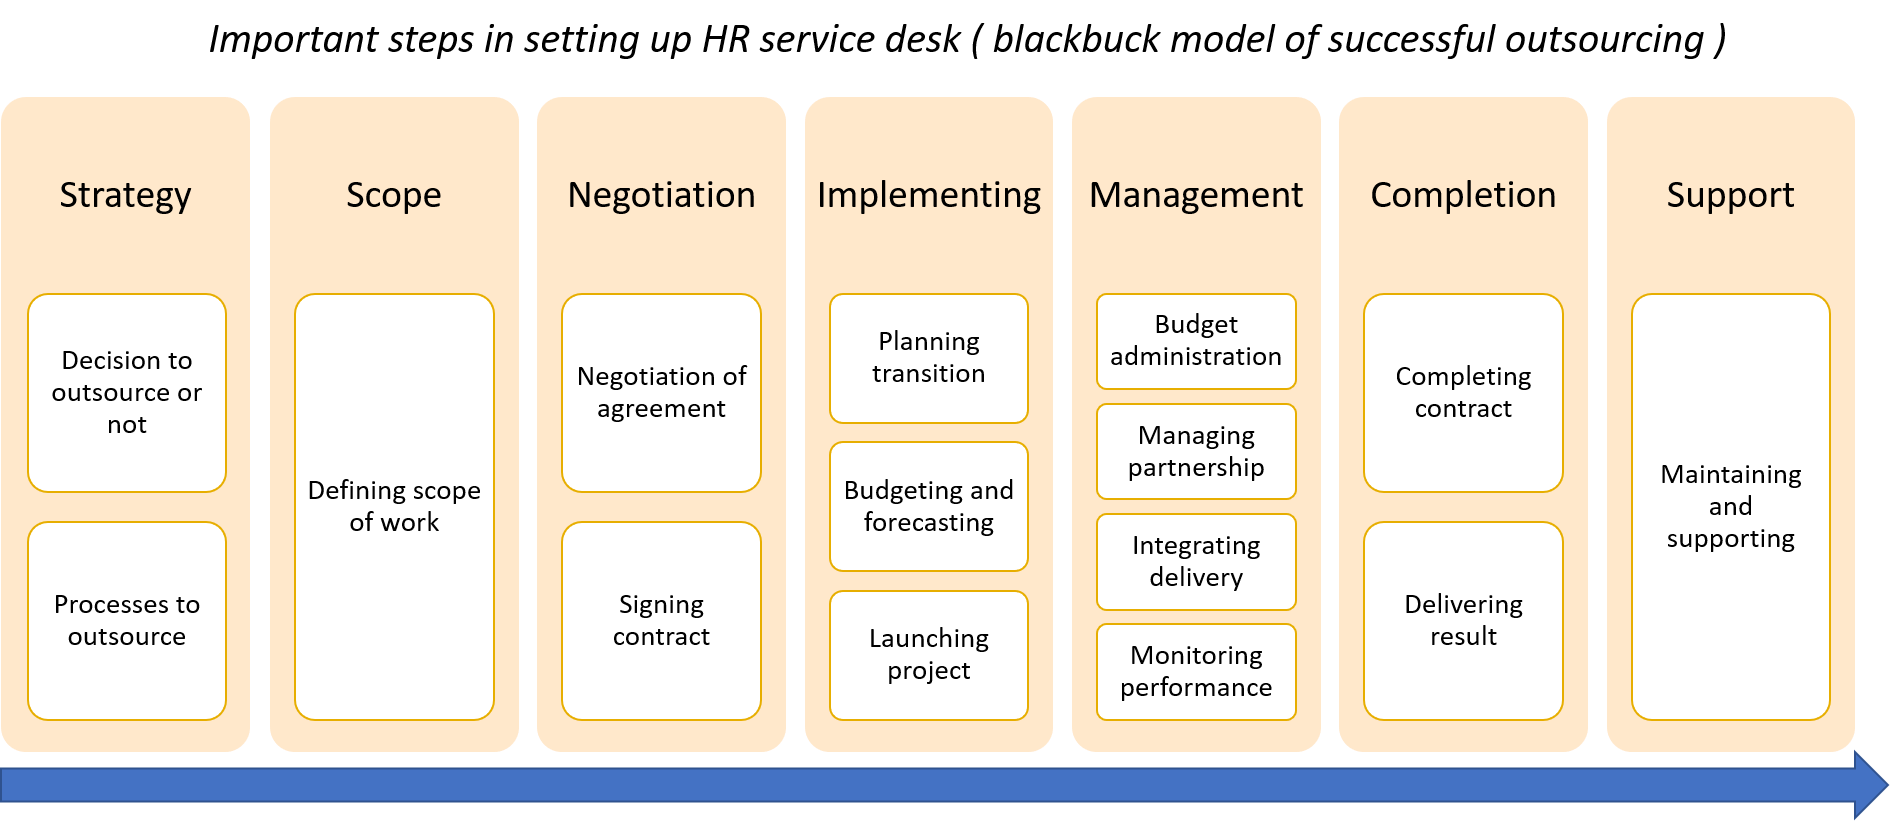 Important steps in setting up HR service desk ( blackbuck model of successful outsourcing )
Strategy
Decision to
outsource or
not
Processes to
outsource
Scope
Defining scope
of work
Negotiation
Negotiation of
agreement
Signing
contract
Implementing
Planning
transition
Budgeting and
forecasting
Launching
project
Management
Budget
administration
Managing
partnership
Integrating
delivery
Monitoring
performance
Completion
Completing
contract
Delivering
result
Support
Maintaining
and
supporting